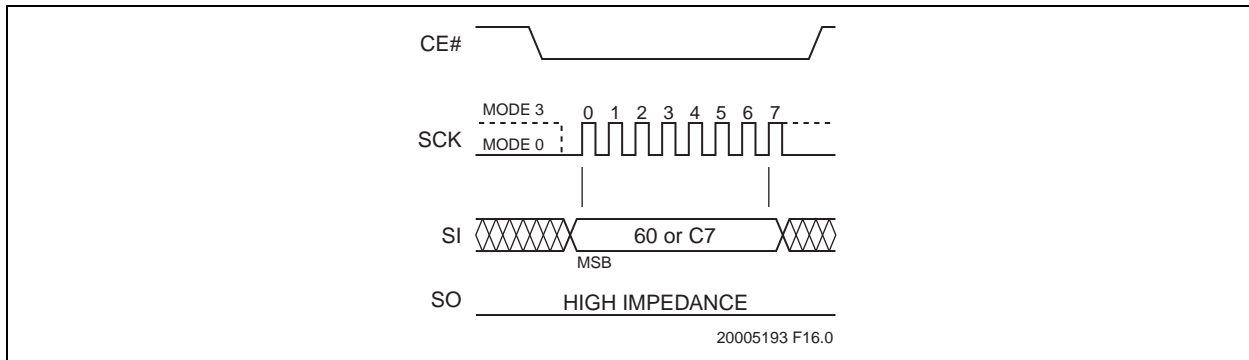 CE#
MODE 3
0 1 2 3 4 5 6 7
SCK
MODE 0
SI
60 or C7
MSB
SO
HIGH IMPEDANCE
20005193 F16.0